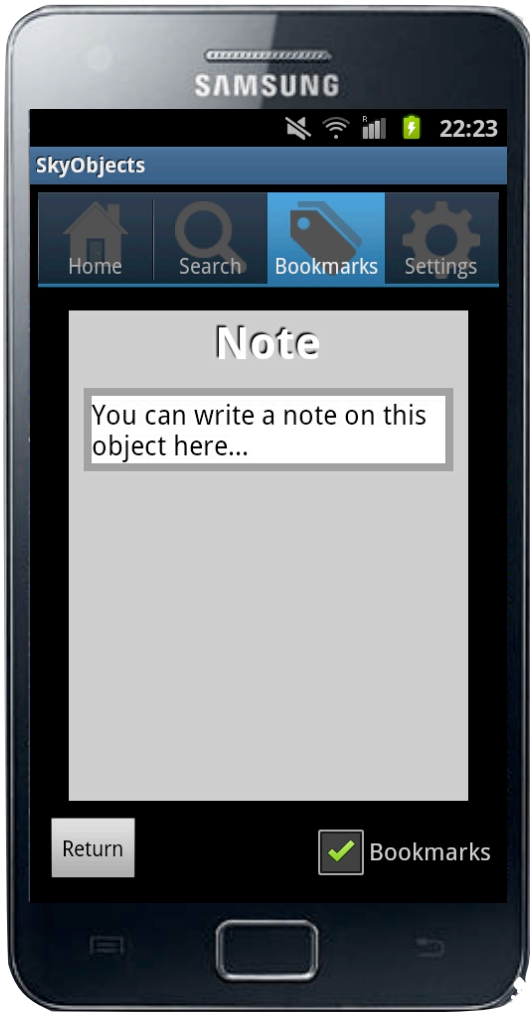 SAMSUNG
R
22:23
SkyObjects
Home
Search
Bookmarks
Settings
Note
You can write a note on this
object here...
Return
Bookmarks